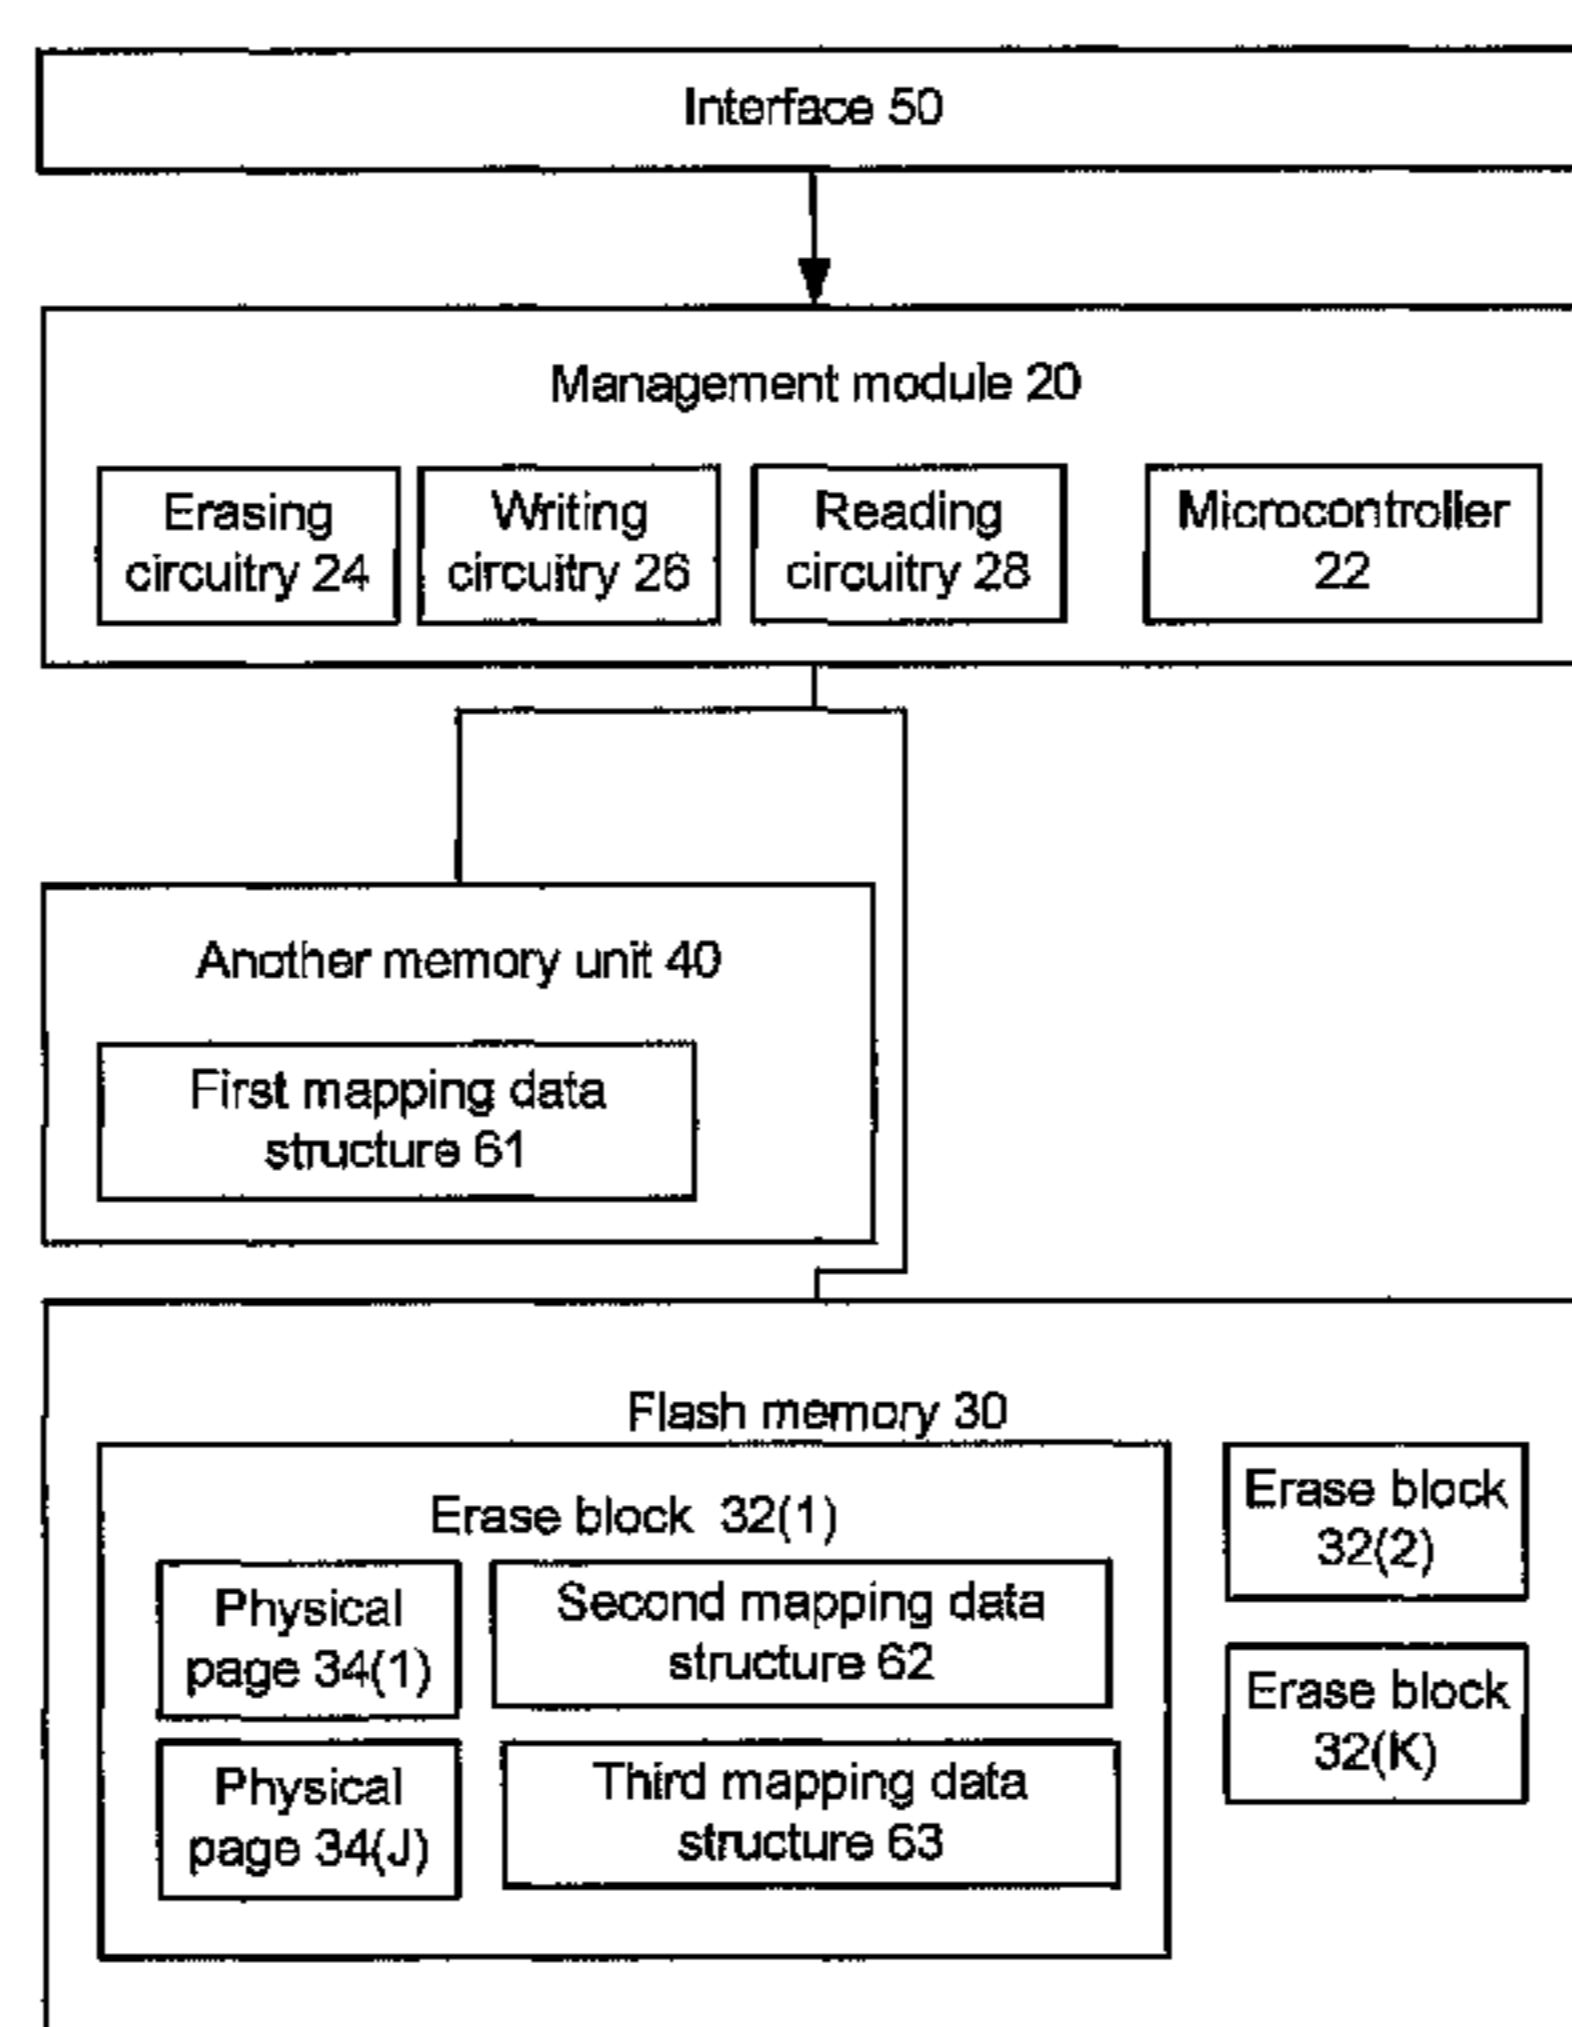 Interface 50
Management module 20
Erasing
circuitry 24
Writing
circuitry 26
Reading
circuitry 28
Microcontroller
22
Another memory unit 40
First mapping data
structure 61
Flash memory 30
Erase block 32(1)
Physical
page 34(1)
Second mapping data
structure 62
Physical
page 34(J)
Third mapping data
structure 63
Erase block
32(2)
Erase block
32(K)